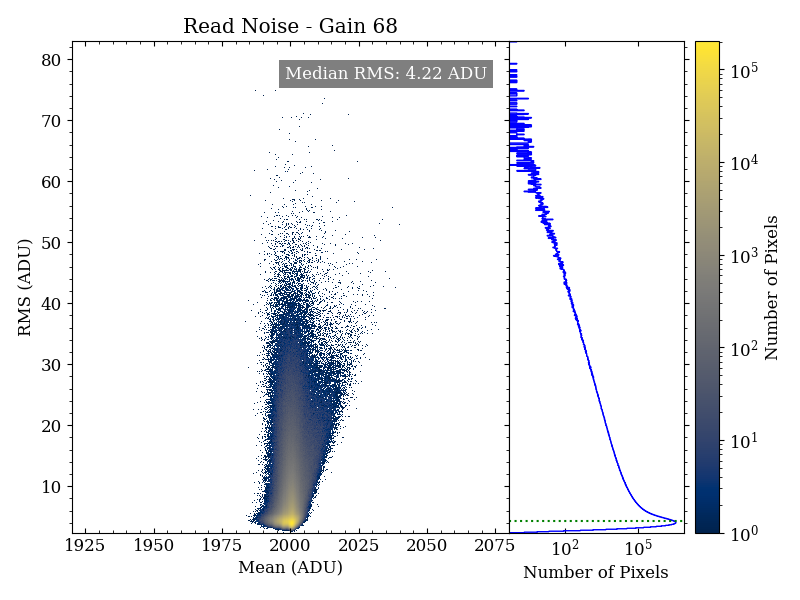 Read Noise - Gain 68
Median RMS: 4.22 ADU
RMS (ADU)
80
70
60
50
40
30
20
10
1925 1950 1975 2000 2025 2050 2075
Mean (ADU)
10^2 10^5
Number of Pixels
10^5
10^4
10^3
10^2
10^1
10^0
Number of Pixels